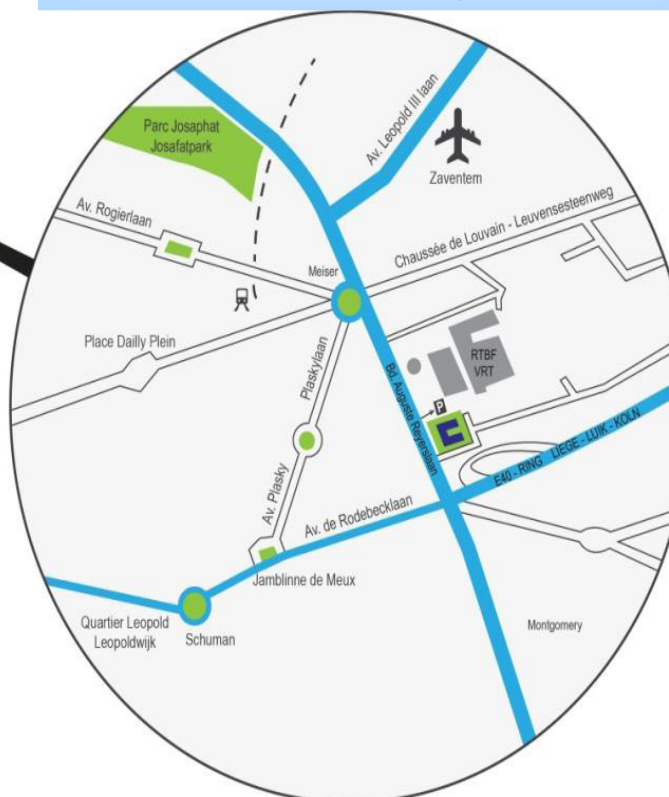 Av. Leopold III laan
Parc Josaphat
Josafatpark
Zaventem
Av. Rogierlaan
Chaussée de Louvain - Leuvensesteenweg
Meiser
Place Dailly Plein
RTBF
VRT
Plaskylaan
P
Bd. Auguste Reyerslaan
E40 - RING LIEGE - LUIK - KOLN
Av. Plasky
Av. de Rodebecklaan
Jamblinne de Meux
Quartier Leopold
Leopoldwijk
Schuman
Montgomery